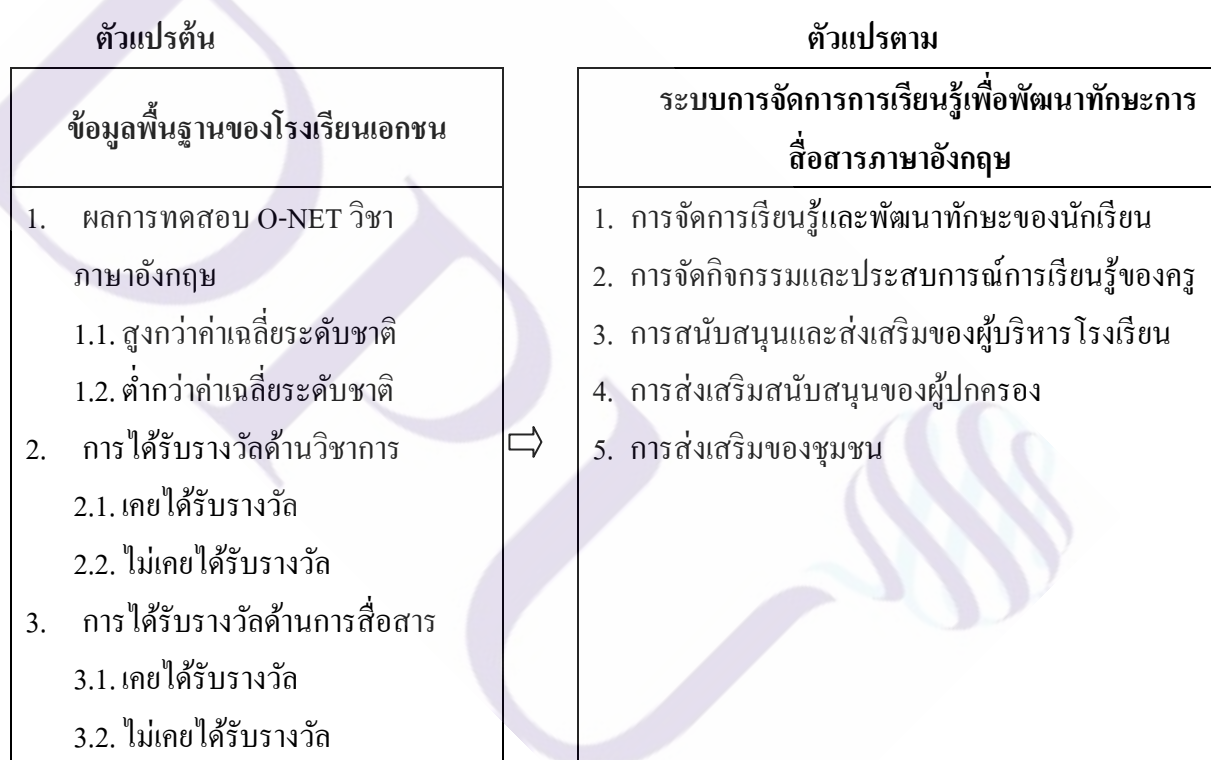 ตัวแปรต้น
ข้อมูลพื้นฐานของโรงเรียนเอกชน
1. ผลการทดสอบ O-NET วิชา
ภาษาอังกฤษ
1.1. สูงกว่าค่าเฉลี่ยระดับชาติ
1.2. ต่ำกว่าค่าเฉลี่ยระดับชาติ
2. การได้รับรางวัลด้านวิชาการ
2.1. เคยได้รับรางวัล
2.2. ไม่เคยได้รับรางวัล
3. การได้รับรางวัลด้านการสื่อสาร
3.1. เคยได้รับรางวัล
3.2. ไม่เคยได้รับรางวัล
ตัวแปรตาม
ระบบการจัดการการเรียนรู้เพื่อพัฒนาทักษะการ
สื่อสารภาษาอังกฤษ
1. การจัดการเรียนรู้และพัฒนาทักษะของนักเรียน
2. การจัดกิจกรรมและประสบการณ์การเรียนรู้ของครู
3. การสนับสนุนและส่งเสริมของผู้บริหารโรงเรียน
4. การส่งเสริมสนับสนุนของผู้ปกครอง
5. การส่งเสริมของชุมชน
DPU